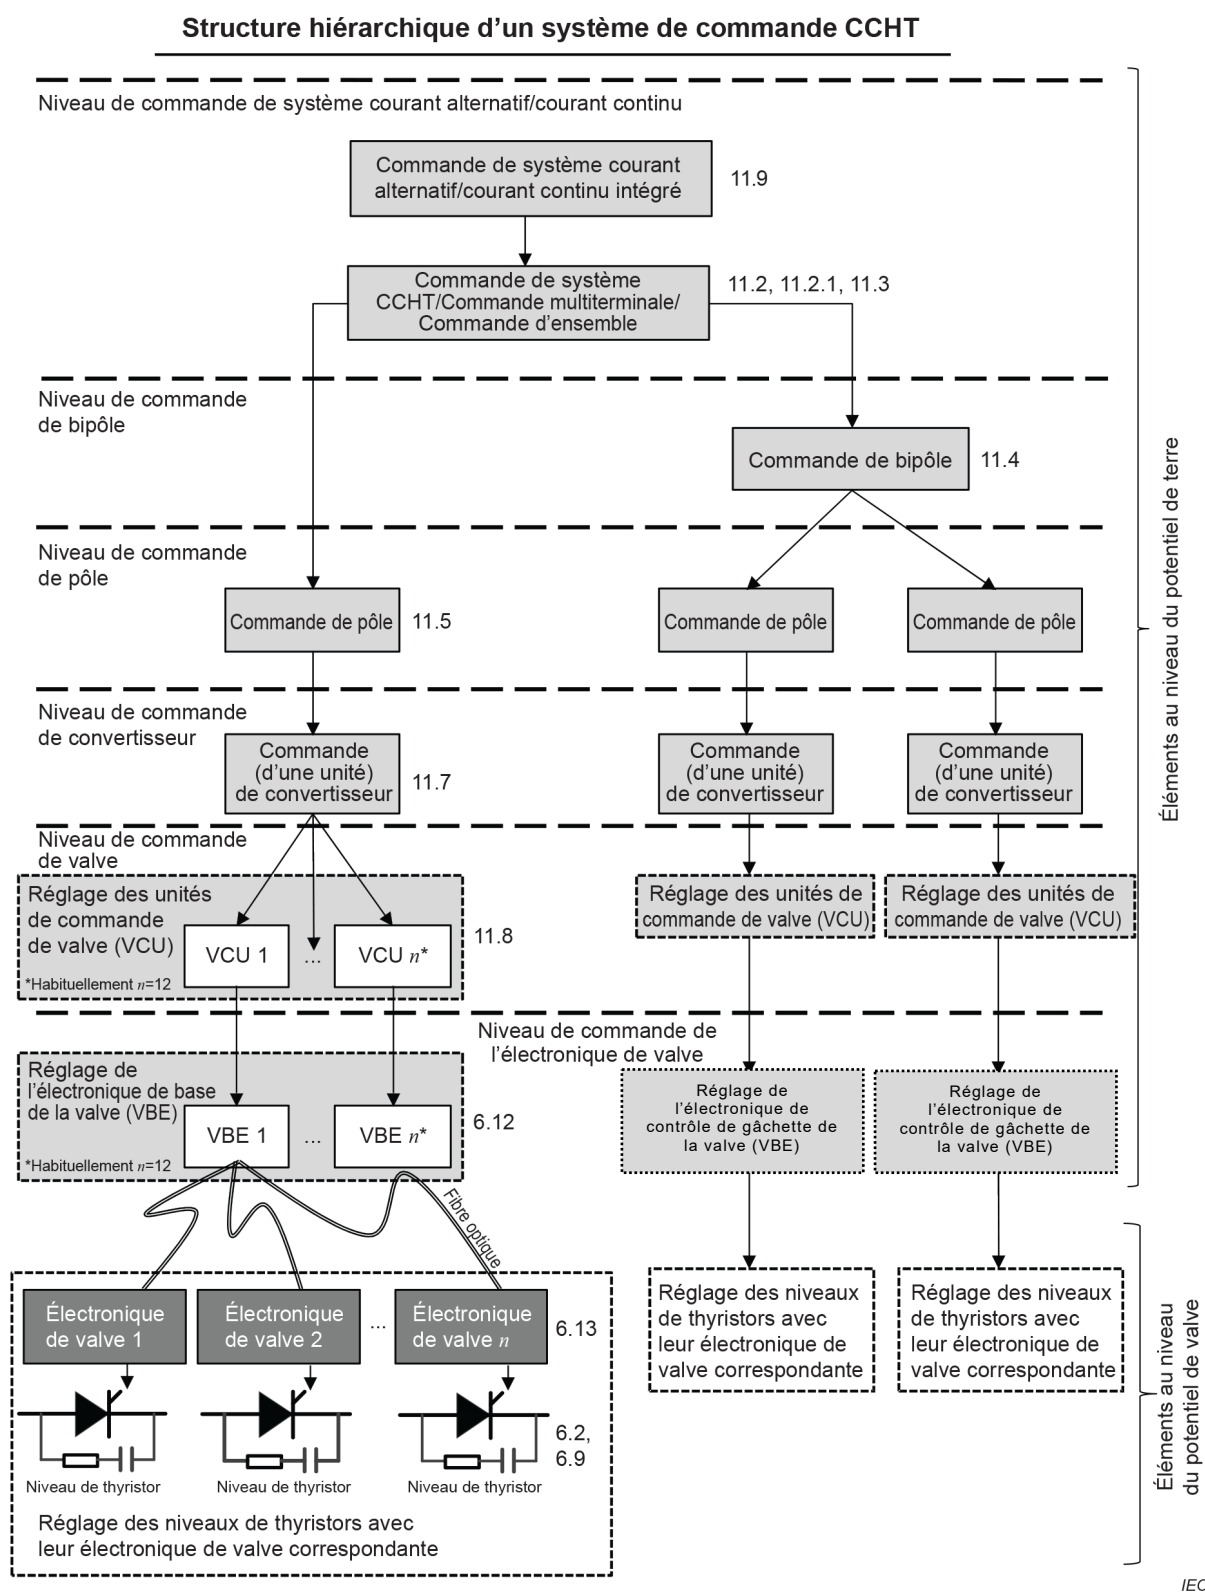 Structure hiérarchique d'un système de commande CCHT
Niveau de commande de système courant alternatif/courant continu
Commande de système courant
alternatif/courant continu intégré
11.9
Commande de système
CCHT/Commande multiterminale/
Commande d'ensemble
11.2, 11.2.1, 11.3
Niveau de commande
de bipôle
Commande de bipôle
11.4
Niveau de commande
de pôle
Commande de pôle
11.5
Commande de pôle
Commande de pôle
Niveau de commande
de convertisseur
Commande
(d'une unité)
de convertisseur
11.7
Commande
(d'une unité)
de convertisseur
Commande
(d'une unité)
de convertisseur
Niveau de commande
de valve
Réglage des unités
de commande
de valve (VCU)
*Habituellement n=12
VCU 1
...
VCU n*
11.8
Réglage des unités de
commande de valve (VCU)
Réglage des unités de
commande de valve (VCU)
Niveau de commande de
l'électronique de valve
Réglage de
l'électronique de base
de la valve (VBE)
*Habituellement n=12
VBE 1
...
VBE n*
6.12
Réglage de
l'électronique de
contrôle de gâchette de
la valve (VBE)
Réglage de
l'électronique de
contrôle de gâchette de
la valve (VBE)
Fibre optique
Électronique
de valve 1
Électronique
de valve 2
...
Électronique
de valve n
6.13
6.2,
6.9
Niveau de thyristor
Niveau de thyristor
Niveau de thyristor
Réglage des niveaux de thyristors avec
leur électronique de valve correspondante
Réglage des niveaux
de thyristors avec
leur électronique de
valve correspondante
Réglage des niveaux
de thyristors avec
leur électronique de
valve correspondante
Éléments au niveau du potentiel de terre
Éléments au niveau
du potentiel de valve
IEC